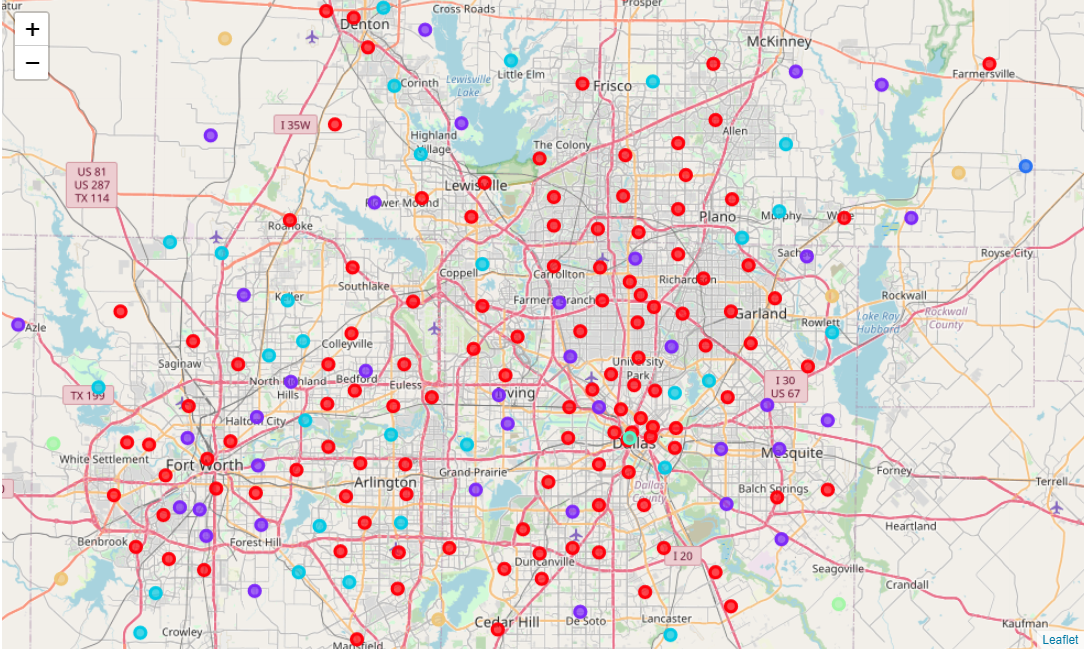 atur
Cross Roads
Prosper
+
Denton
McKinney
−
Little Elm
Farmersville
Corinth
Lewisville
Lake
Frisco
I 35W
Highland
Village
The Colony
Allen
US 81
US 287
TX 114
Lewisville
Flower Mound
Plano
Murphy
Wylie
Roanoke
Sachse
Royse City
Coppell
Carrollton
Richardson
Southlake
Keller
Farmers Branch
Rockwall
Garland
Rowlett
Lake Ray
Hubbard
Rockwall
County
Azle
Colleyville
Saginaw
University
Park
North Richland
Hills
Bedford
Euless
Irving
I 30
US 67
TX 199
Haltom City
Dallas
Mesquite
White Settlement
Fort Worth
Grand Prairie
Arlington
Forney
Dallas
County
Balch Springs
Terrell
Heartland
Benbrook
Forest Hill
I 20
Duncanville
Seagoville
Crandall
Cedar Hill
De Soto
Lancaster
Kaufman
Crowley
Mansfield
Leaflet